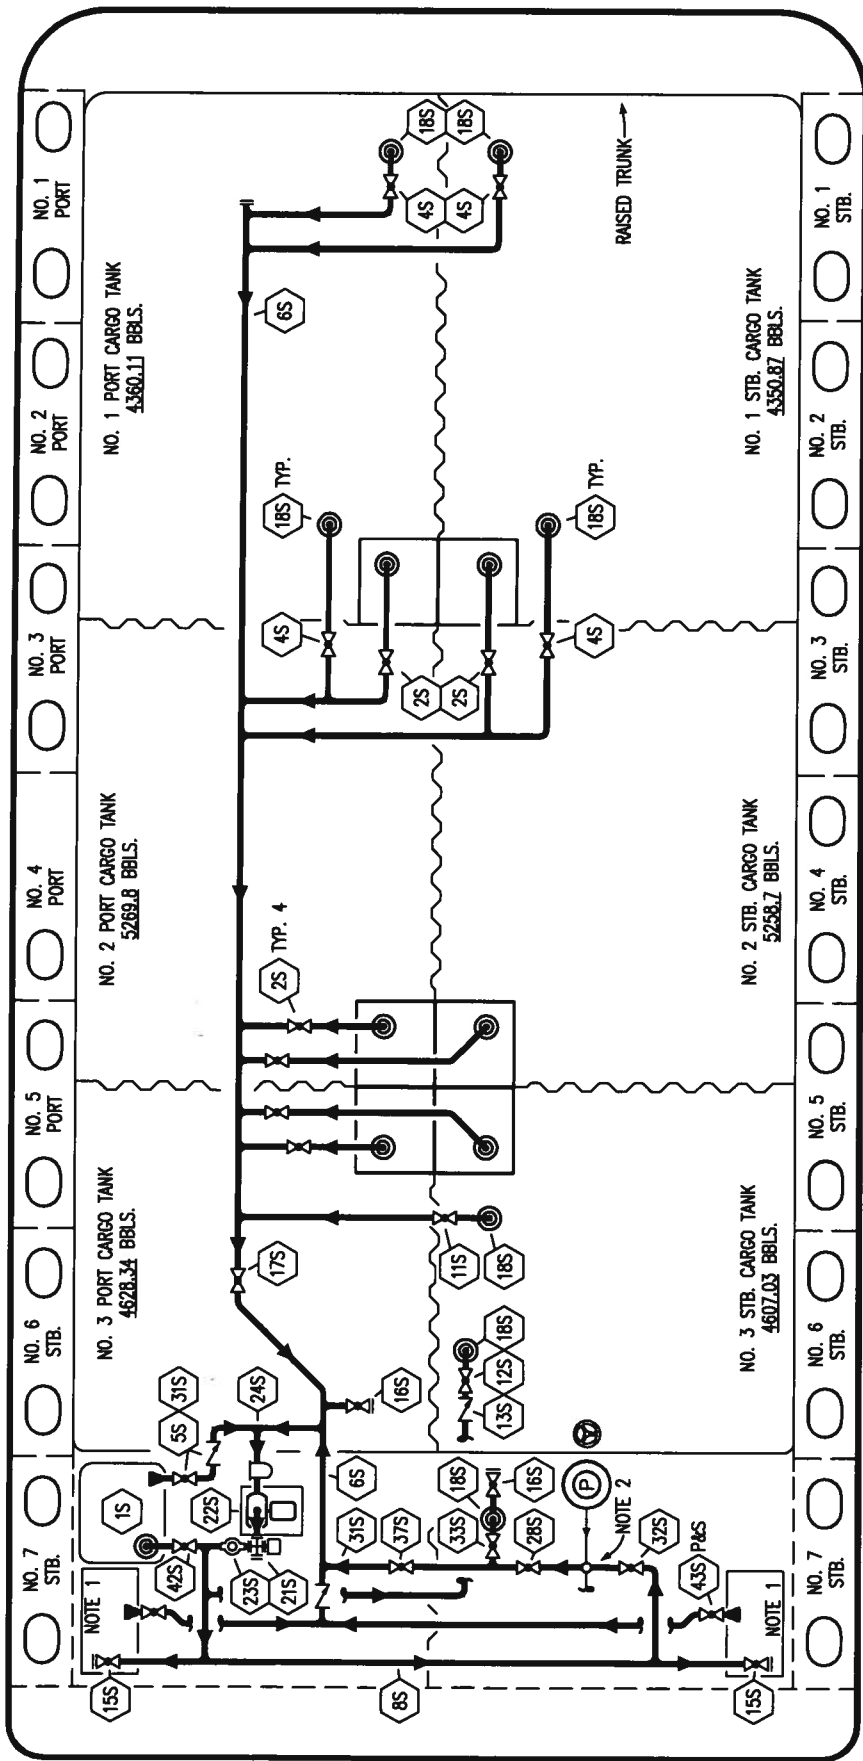 NO. 7
STB.
NO. 6
STB.
NO. 5
PORT
NO. 4
PORT
NO. 3
PORT
NO. 2
PORT
NO. 1
PORT
NO. 3 PORT CARGO TANK
4628.34 BBLS.
NO. 2 PORT CARGO TANK
5269.8 BBLS.
NO. 1 PORT CARGO TANK
4360.11 BBLS.
15S
NOTE 1
42S
1S
5S
31S
22S
23S
21S
24S
17S
2S
TYP. 4
4S
18S
TYP.
6S
6S
31S
16S
37S
8S
33S
18S
16S
28S
13S
12S
18S
11S
18S
2S
2S
4S
4S
18S
18S
4S
18S
TYP.
P
NOTE 2
32S
43S P&S
NOTE 1
15S
RAISED TRUNK
NO. 3 STB. CARGO TANK
4607.03 BBLS.
NO. 2 STB. CARGO TANK
5258.7 BBLS.
NO. 1 STB. CARGO TANK
4350.87 BBLS.
NO. 7
STB.
NO. 6
STB.
NO. 5
STB.
NO. 4
STB.
NO. 3
STB.
NO. 2
STB.
NO. 1
STB.